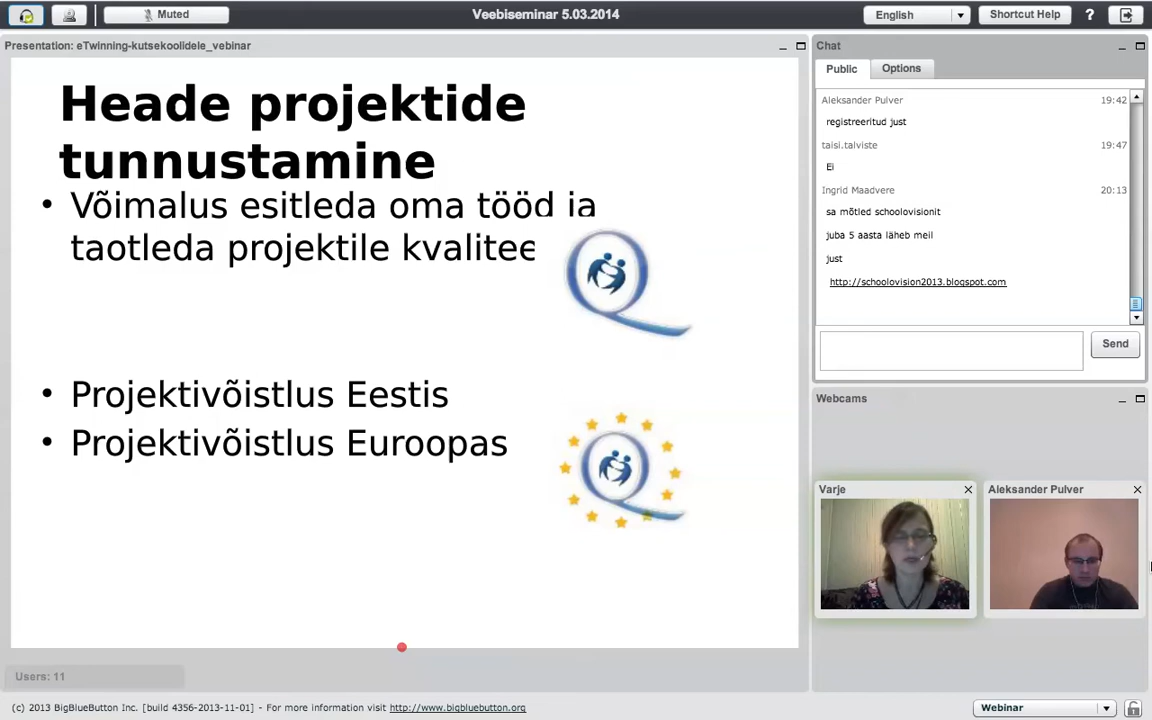 Muted
Veebiseminar 5.03.2014
English
Shortcut Help
?
Presentation: eTwinning-kutsekoolidele_vebinar
Heade projektide
tunnustamine
• Võimalus esitleda oma tööd ja
taotleda projektile kvalitee
• Projektivõistlus Eestis
• Projektivõistlus Euroopas
Users: 11
Chat
Public
Options
Aleksander Pulver 19:42
registreeritud just
taisi.talviste 19:47
Ei
Ingrid Maadvere 20:13
sa mõtled schoolovisionit
juba 5 aasta läheb meil
just
http://schoolovision2013.blogspot.com
Send
Webcams
Varje
Aleksander Pulver
(c) 2013 BigBlueButton Inc. [build 4356-2013-11-01] - For more information visit http://www.bigbluebutton.org
Webinar